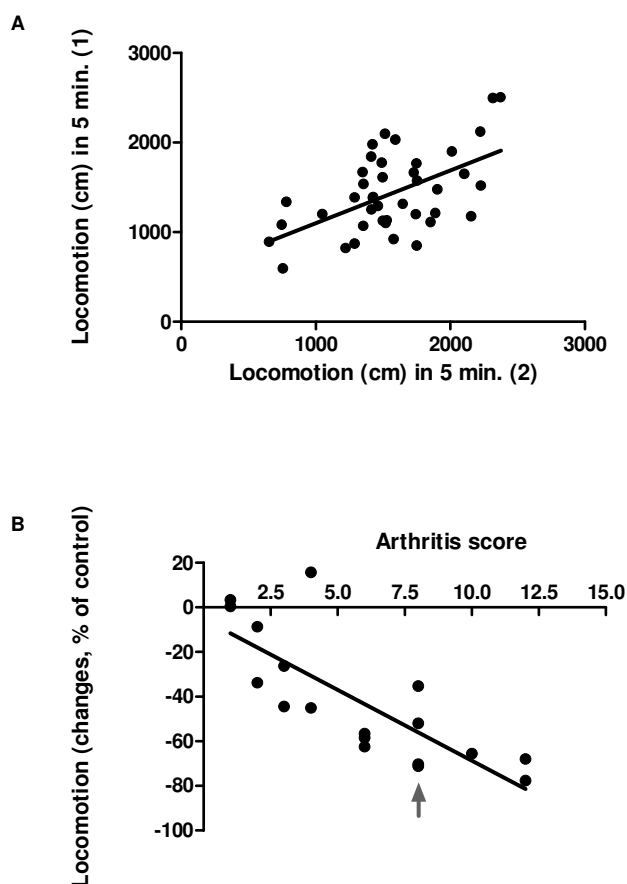 A
Locomotion (cm) in 5 min. (1)
3000
2000
1000
0
0 1000 2000 3000
Locomotion (cm) in 5 min. (2)
B
Locomotion (changes, % of control)
Arthritis score
20
2.5 5.0 7.5 10.0 12.5 15.0
0
-20
-40
-60
-80
-100